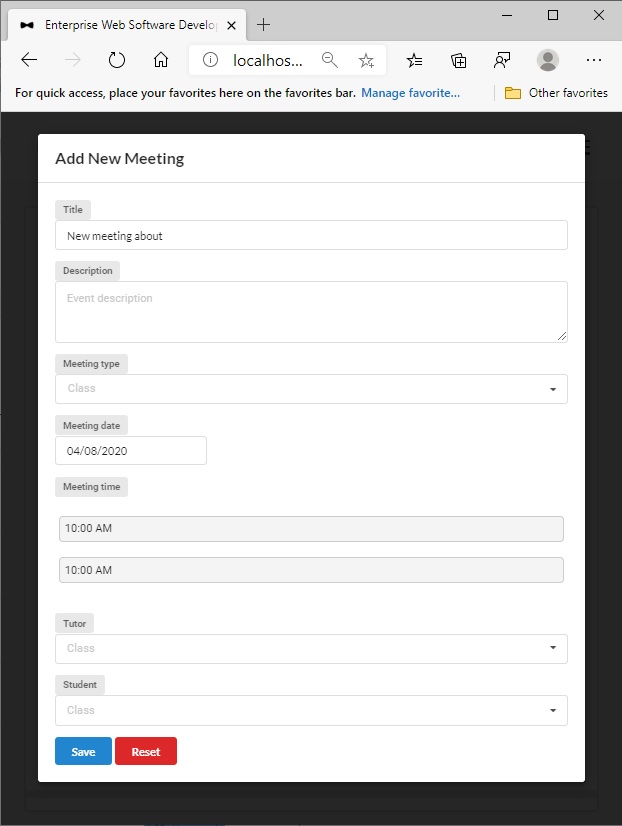 Enterprise Web Software Develo
localhos...
For quick access, place your favorites here on the favorites bar. Manage favorite... Other favorites
Add New Meeting
Title
New meeting about
Description
Event description
Meeting type
Class
Meeting date
04/08/2020
Meeting time
10:00 AM
10:00 AM
Tutor
Class
Student
Class
Save Reset